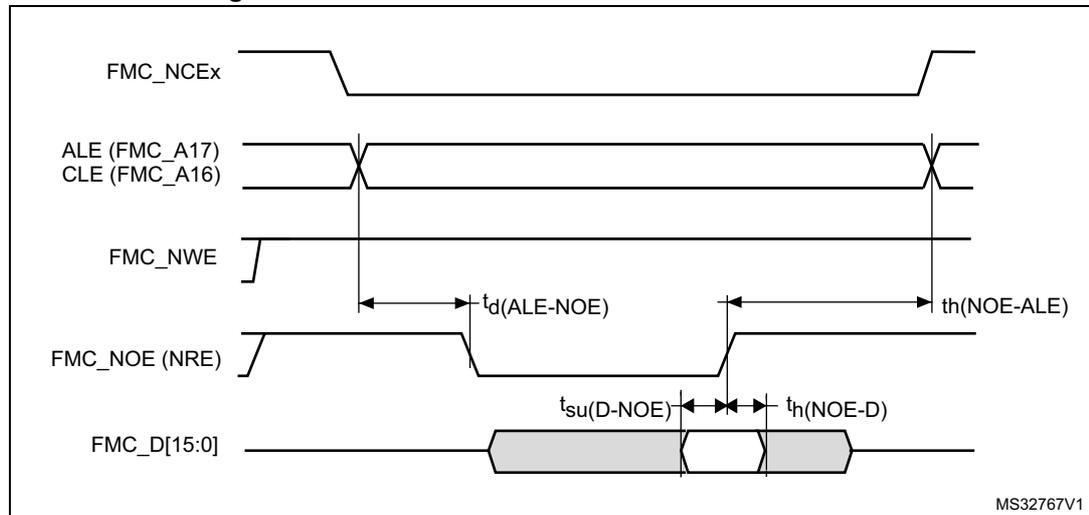 FMC_NCEx
ALE (FMC_A17)
CLE (FMC_A16)
FMC_NWE
td(ALE-NOE)
th(NOE-ALE)
FMC_NOE (NRE)
tsu(D-NOE)
th(NOE-D)
FMC_D[15:0]
MS32767V1